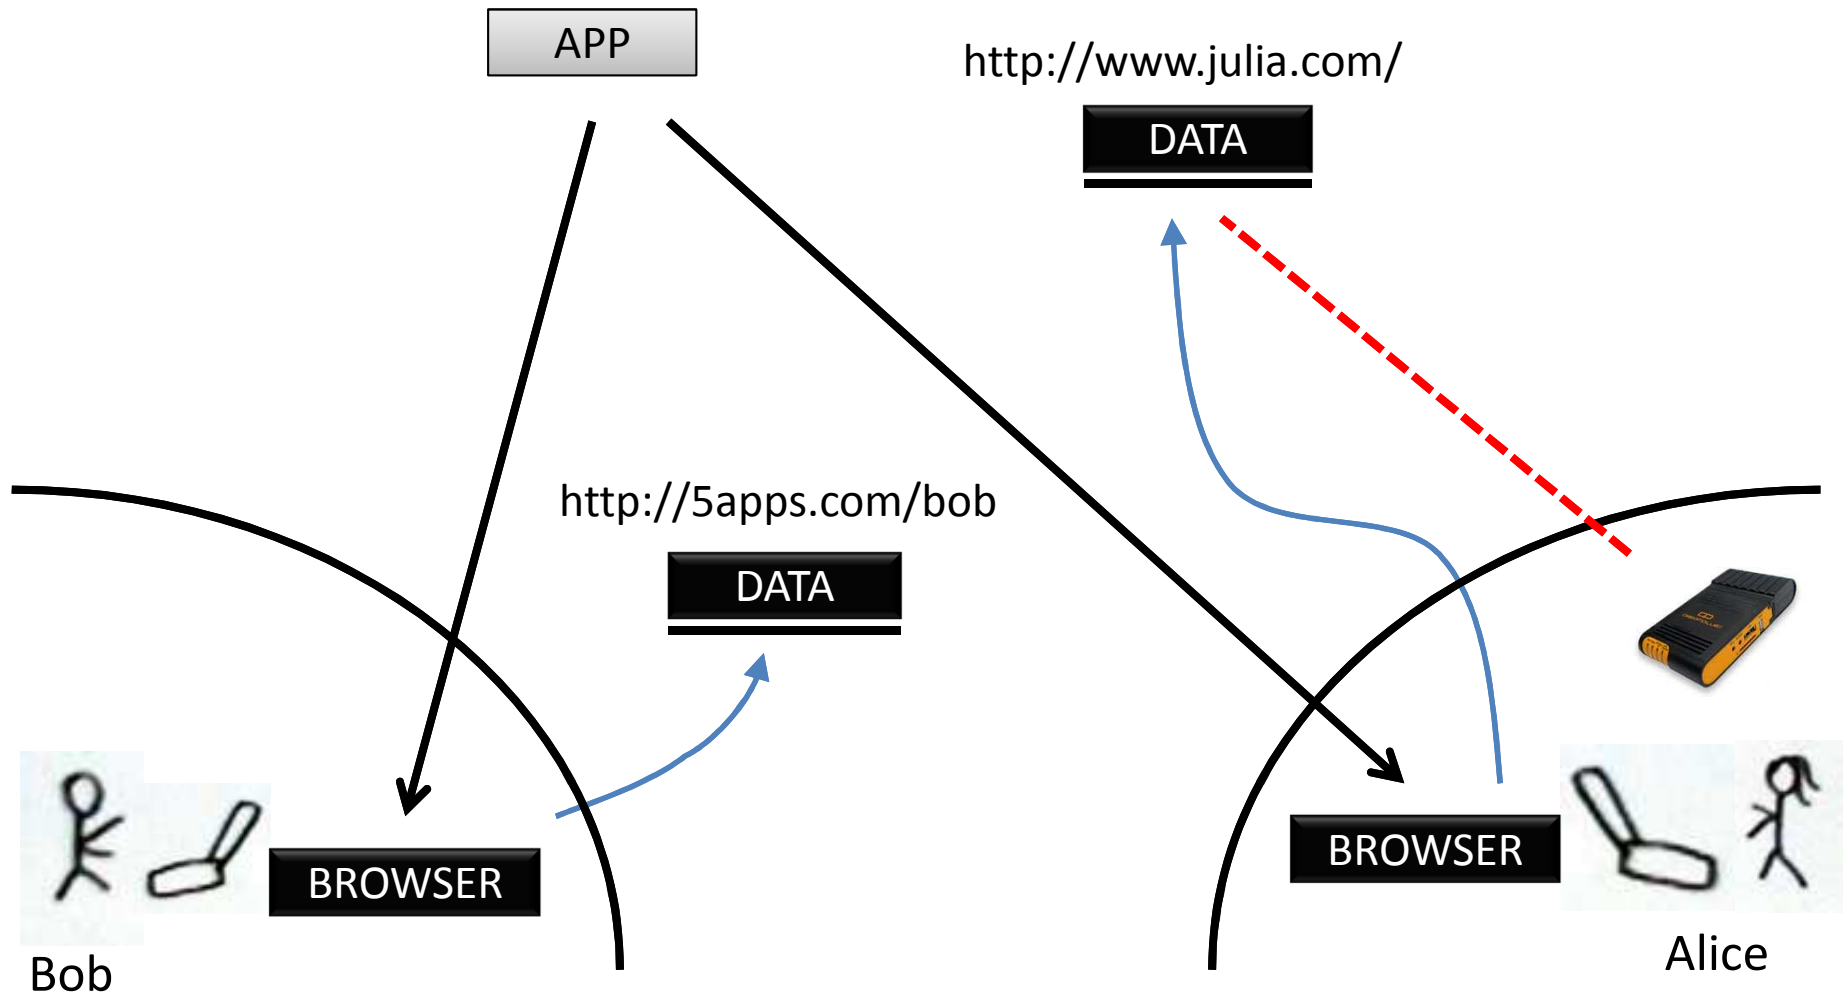 APP
http://www.julia.com/
DATA
http://5apps.com/bob
DATA
BROWSER
BROWSER
Bob
Alice